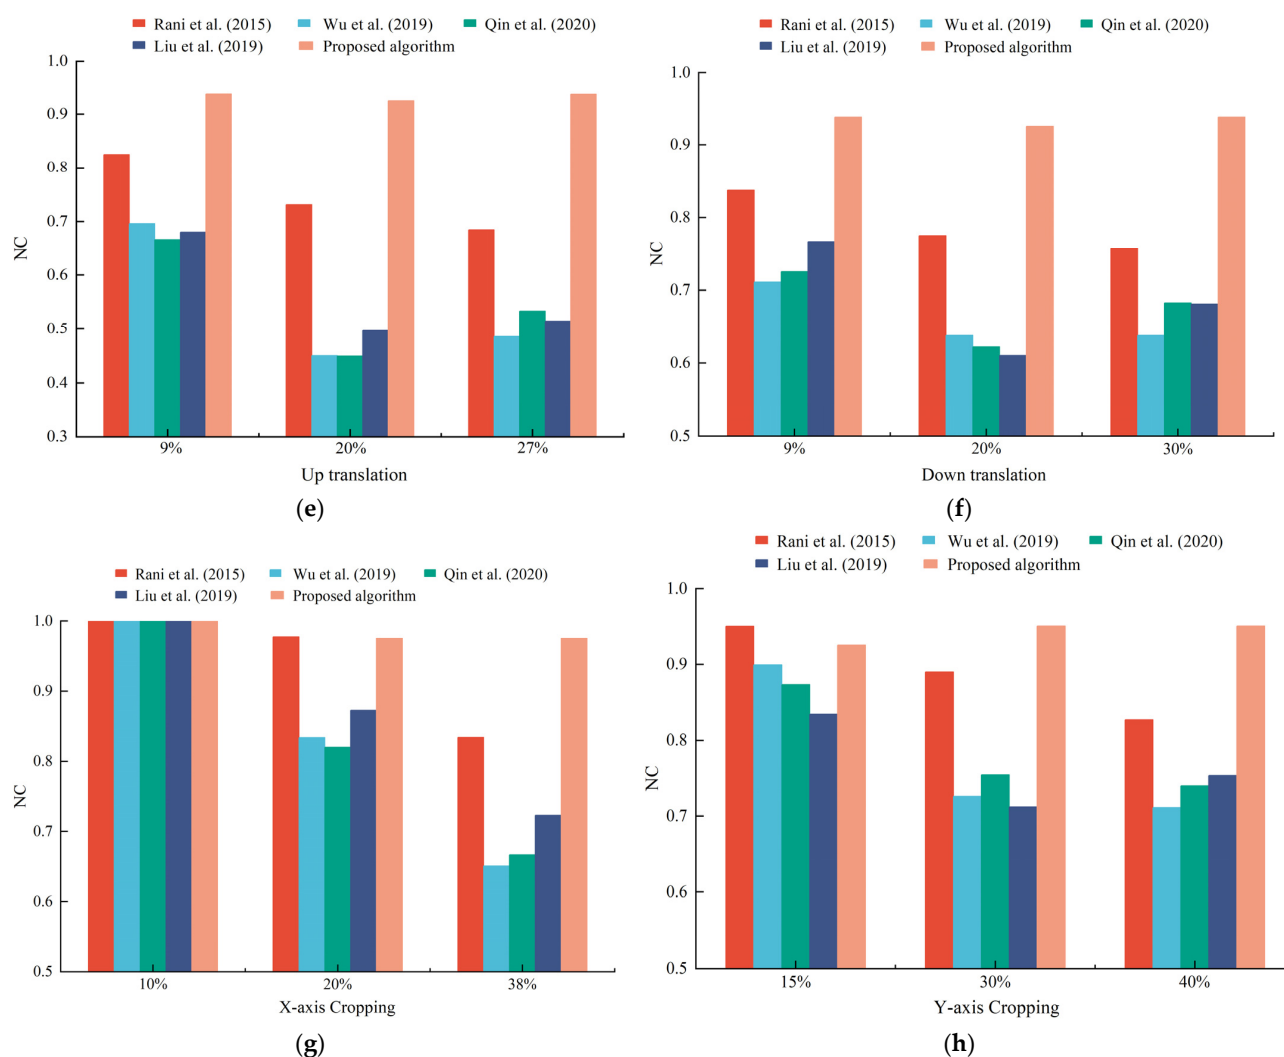 Rani et al. (2015) Wu et al. (2019) Qin et al. (2020)
Liu et al. (2019) Proposed algorithm
1.0
0.9
0.8
0.7
0.6
0.5
0.4
0.3
NC
9% 20% 27%
Up translation
(e)
Rani et al. (2015) Wu et al. (2019) Qin et al. (2020)
Liu et al. (2019) Proposed algorithm
1.0
0.9
0.8
0.7
0.6
0.5
NC
9% 20% 30%
Down translation
(f)
Rani et al. (2015) Wu et al. (2019) Qin et al. (2020)
Liu et al. (2019) Proposed algorithm
1.0
0.9
0.8
0.7
0.6
0.5
NC
10% 20% 38%
X-axis Cropping
(g)
Rani et al. (2015) Wu et al. (2019) Qin et al. (2020)
Liu et al. (2019) Proposed algorithm
1.0
0.9
0.8
0.7
0.6
0.5
NC
15% 30% 40%
Y-axis Cropping
(h)